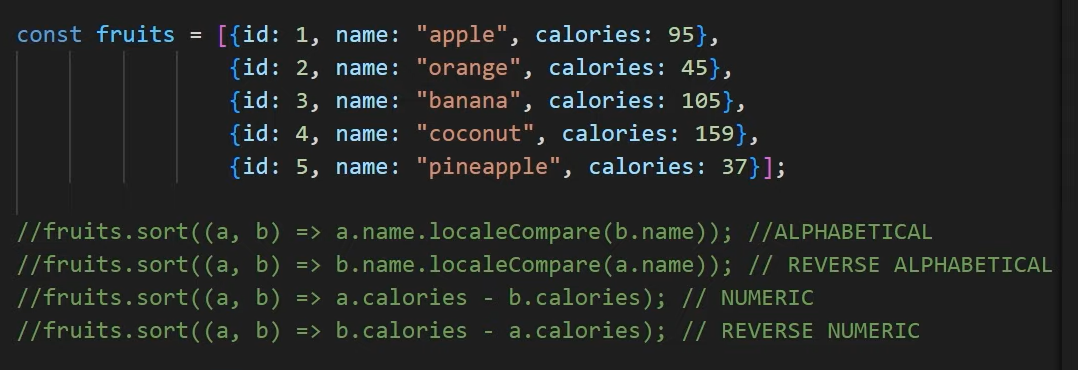 const fruits = [{id: 1, name: "apple", calories: 95},
{id: 2, name: "orange", calories: 45},
{id: 3, name: "banana", calories: 105},
{id: 4, name: "coconut", calories: 159},
{id: 5, name: "pineapple", calories: 37}];
//fruits.sort((a, b) => a.name.localeCompare(b.name)); //ALPHABETICAL
//fruits.sort((a, b) => b.name.localeCompare(a.name)); // REVERSE ALPHABETICAL
//fruits.sort((a, b) => a.calories - b.calories); // NUMERIC
//fruits.sort((a, b) => b.calories - a.calories); // REVERSE NUMERIC